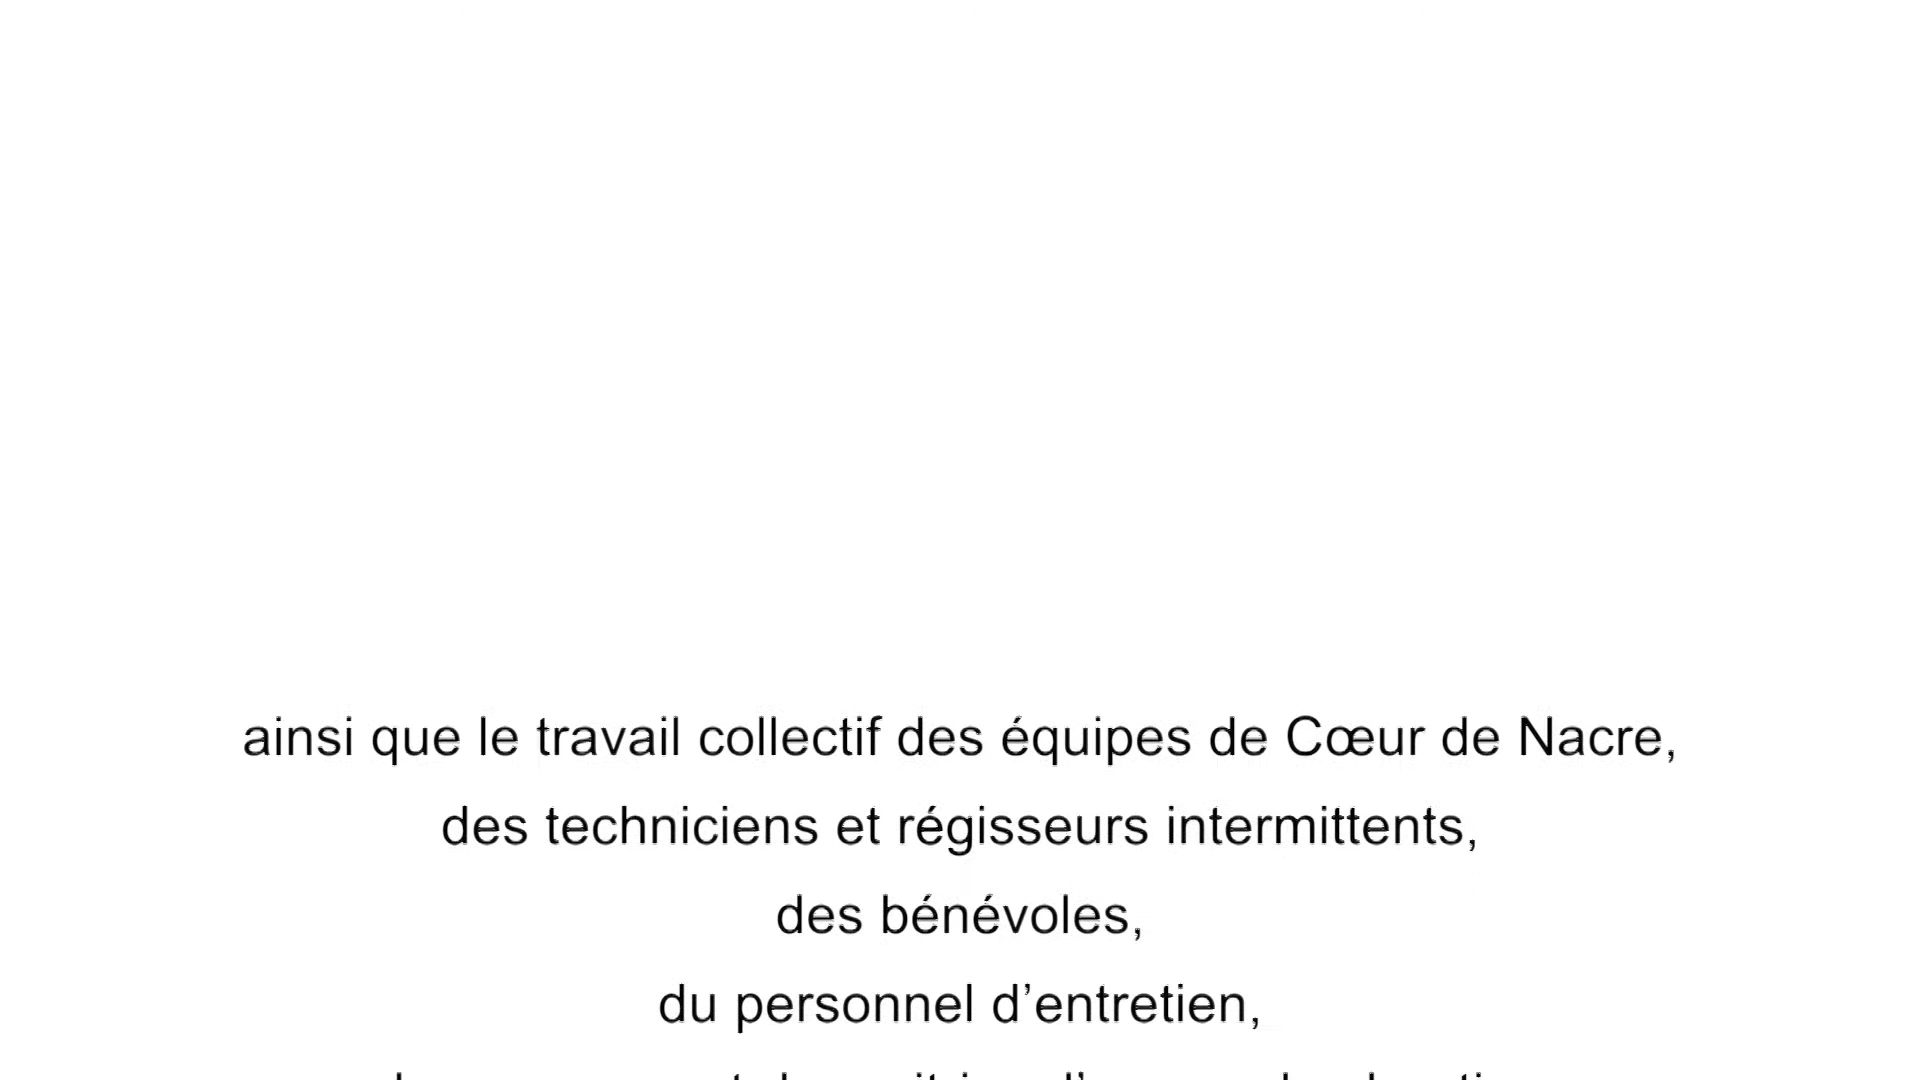 ainsi que le travail collectif des équipes de Cœur de Nacre,
des techniciens et régisseurs intermittents,
des bénévoles,
du personnel d’entretien,